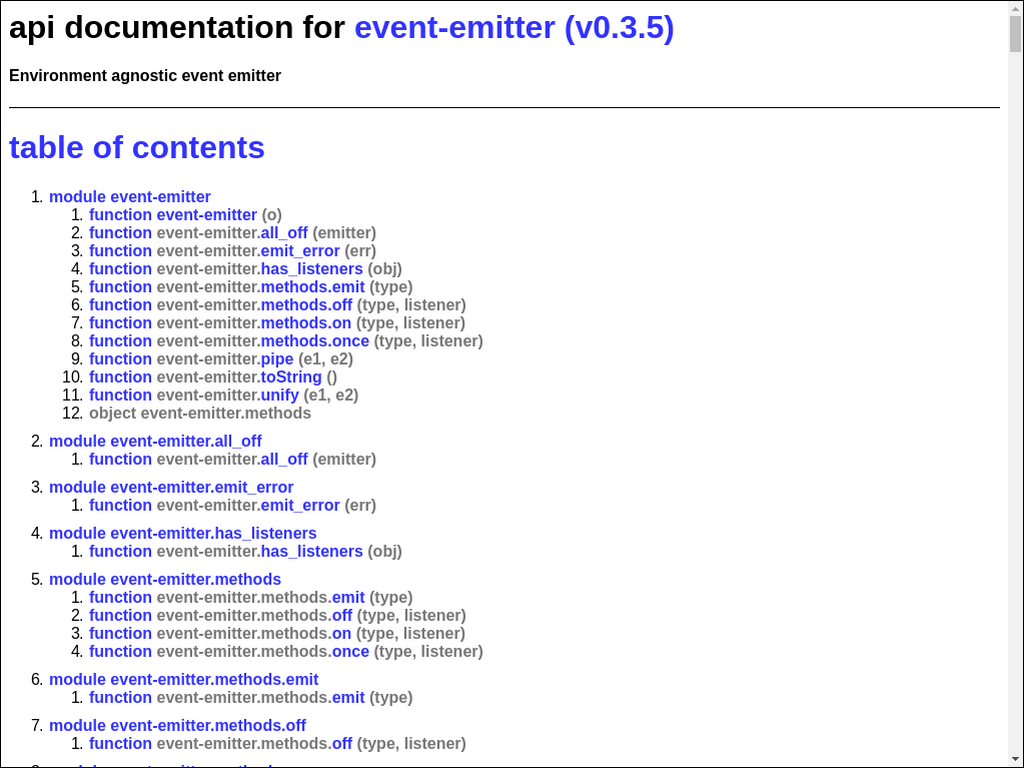 api documentation for event-emitter (v0.3.5)
Environment agnostic event emitter
table of contents
1. module event-emitter
1. function event-emitter (o)
2. function event-emitter.all_off (emitter)
3. function event-emitter.emit_error (err)
4. function event-emitter.has_listeners (obj)
5. function event-emitter.methods.emit (type)
6. function event-emitter.methods.off (type, listener)
7. function event-emitter.methods.on (type, listener)
8. function event-emitter.methods.once (type, listener)
9. function event-emitter.pipe (e1, e2)
10. function event-emitter.toString ()
11. function event-emitter.unify (e1, e2)
12. object event-emitter.methods
2. module event-emitter.all_off
1. function event-emitter.all_off (emitter)
3. module event-emitter.emit_error
1. function event-emitter.emit_error (err)
4. module event-emitter.has_listeners
1. function event-emitter.has_listeners (obj)
5. module event-emitter.methods
1. function event-emitter.methods.emit (type)
2. function event-emitter.methods.off (type, listener)
3. function event-emitter.methods.on (type, listener)
4. function event-emitter.methods.once (type, listener)
6. module event-emitter.methods.emit
1. function event-emitter.methods.emit (type)
7. module event-emitter.methods.off
1. function event-emitter.methods.off (type, listener)